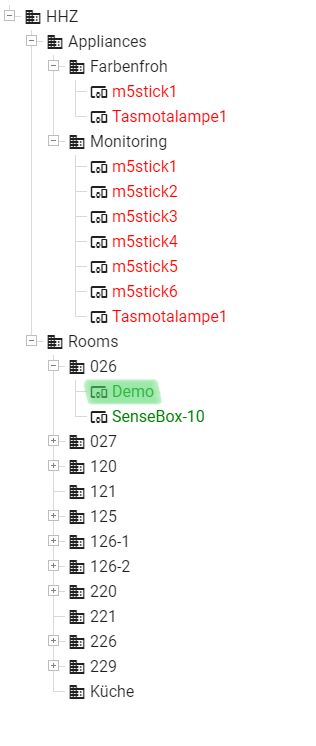 HHZ
Appliances
Farbenfroh
m5stick1
Tasmotalampe1
Monitoring
m5stick1
m5stick2
m5stick3
m5stick4
m5stick5
m5stick6
Tasmotalampe1
Rooms
026
Demo
SenseBox-10
027
120
121
125
126-1
126-2
220
221
226
229
Küche